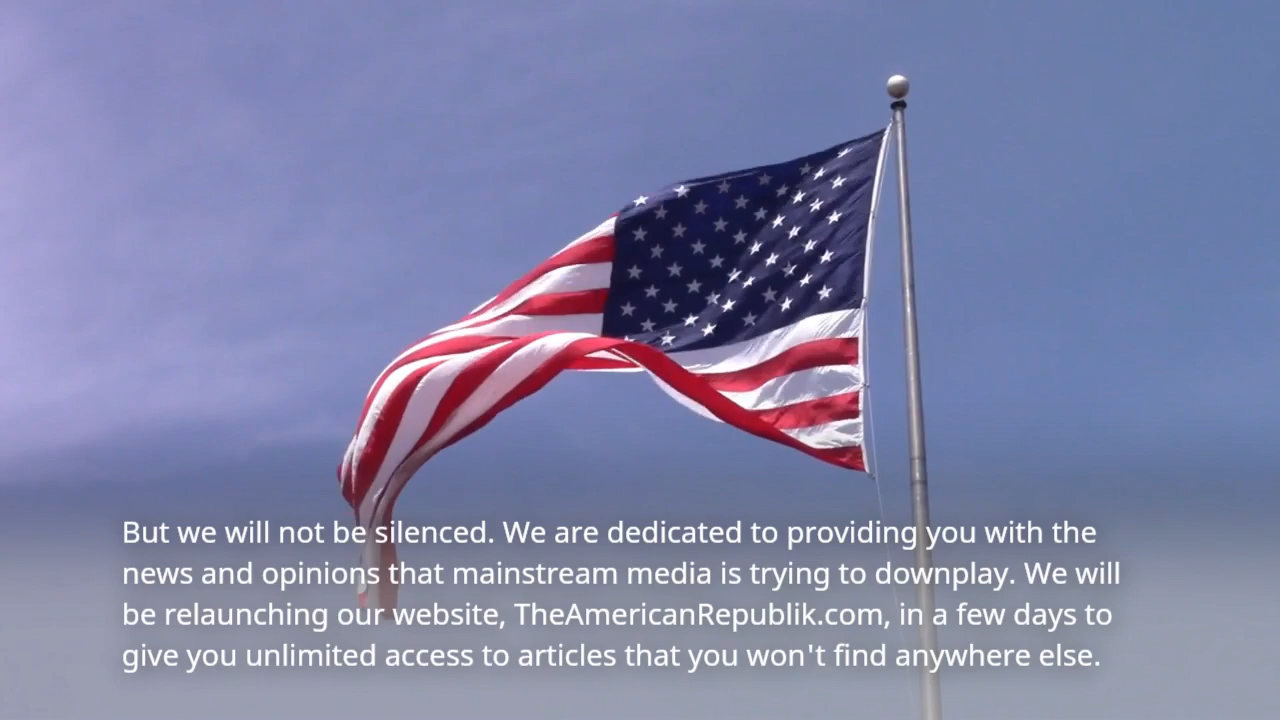 But we will not be silenced. We are dedicated to providing you with the
news and opinions that mainstream media is trying to downplay. We will
be relaunching our website, TheAmericanRepublik.com, in a few days to
give you unlimited access to articles that you won't find anywhere else.